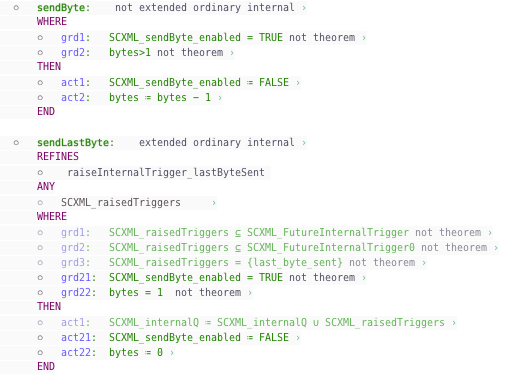 sendByte: not extended ordinary internal ›
WHERE
grd1: SCXML_sendByte_enabled = TRUE not theorem ›
grd2: bytes>1 not theorem ›
THEN
act1: SCXML_sendByte_enabled ≔ FALSE ›
act2: bytes ≔ bytes − 1 ›
END
sendLastByte: extended ordinary internal ›
REFINES
raiseInternalTrigger_lastByteSent
ANY
SCXML_raisedTriggers ›
WHERE
grd1: SCXML_raisedTriggers ⊆ SCXML_FutureInternalTrigger not theorem ›
grd2: SCXML_raisedTriggers ⊆ SCXML_FutureInternalTrigger0 not theorem ›
grd3: SCXML_raisedTriggers = {last_byte_sent} not theorem ›
grd21: SCXML_sendByte_enabled = TRUE not theorem ›
grd22: bytes = 1 not theorem ›
THEN
act1: SCXML_internalQ ≔ SCXML_internalQ ∪ SCXML_raisedTriggers ›
act21: SCXML_sendByte_enabled ≔ FALSE ›
act22: bytes ≔ 0 ›
END